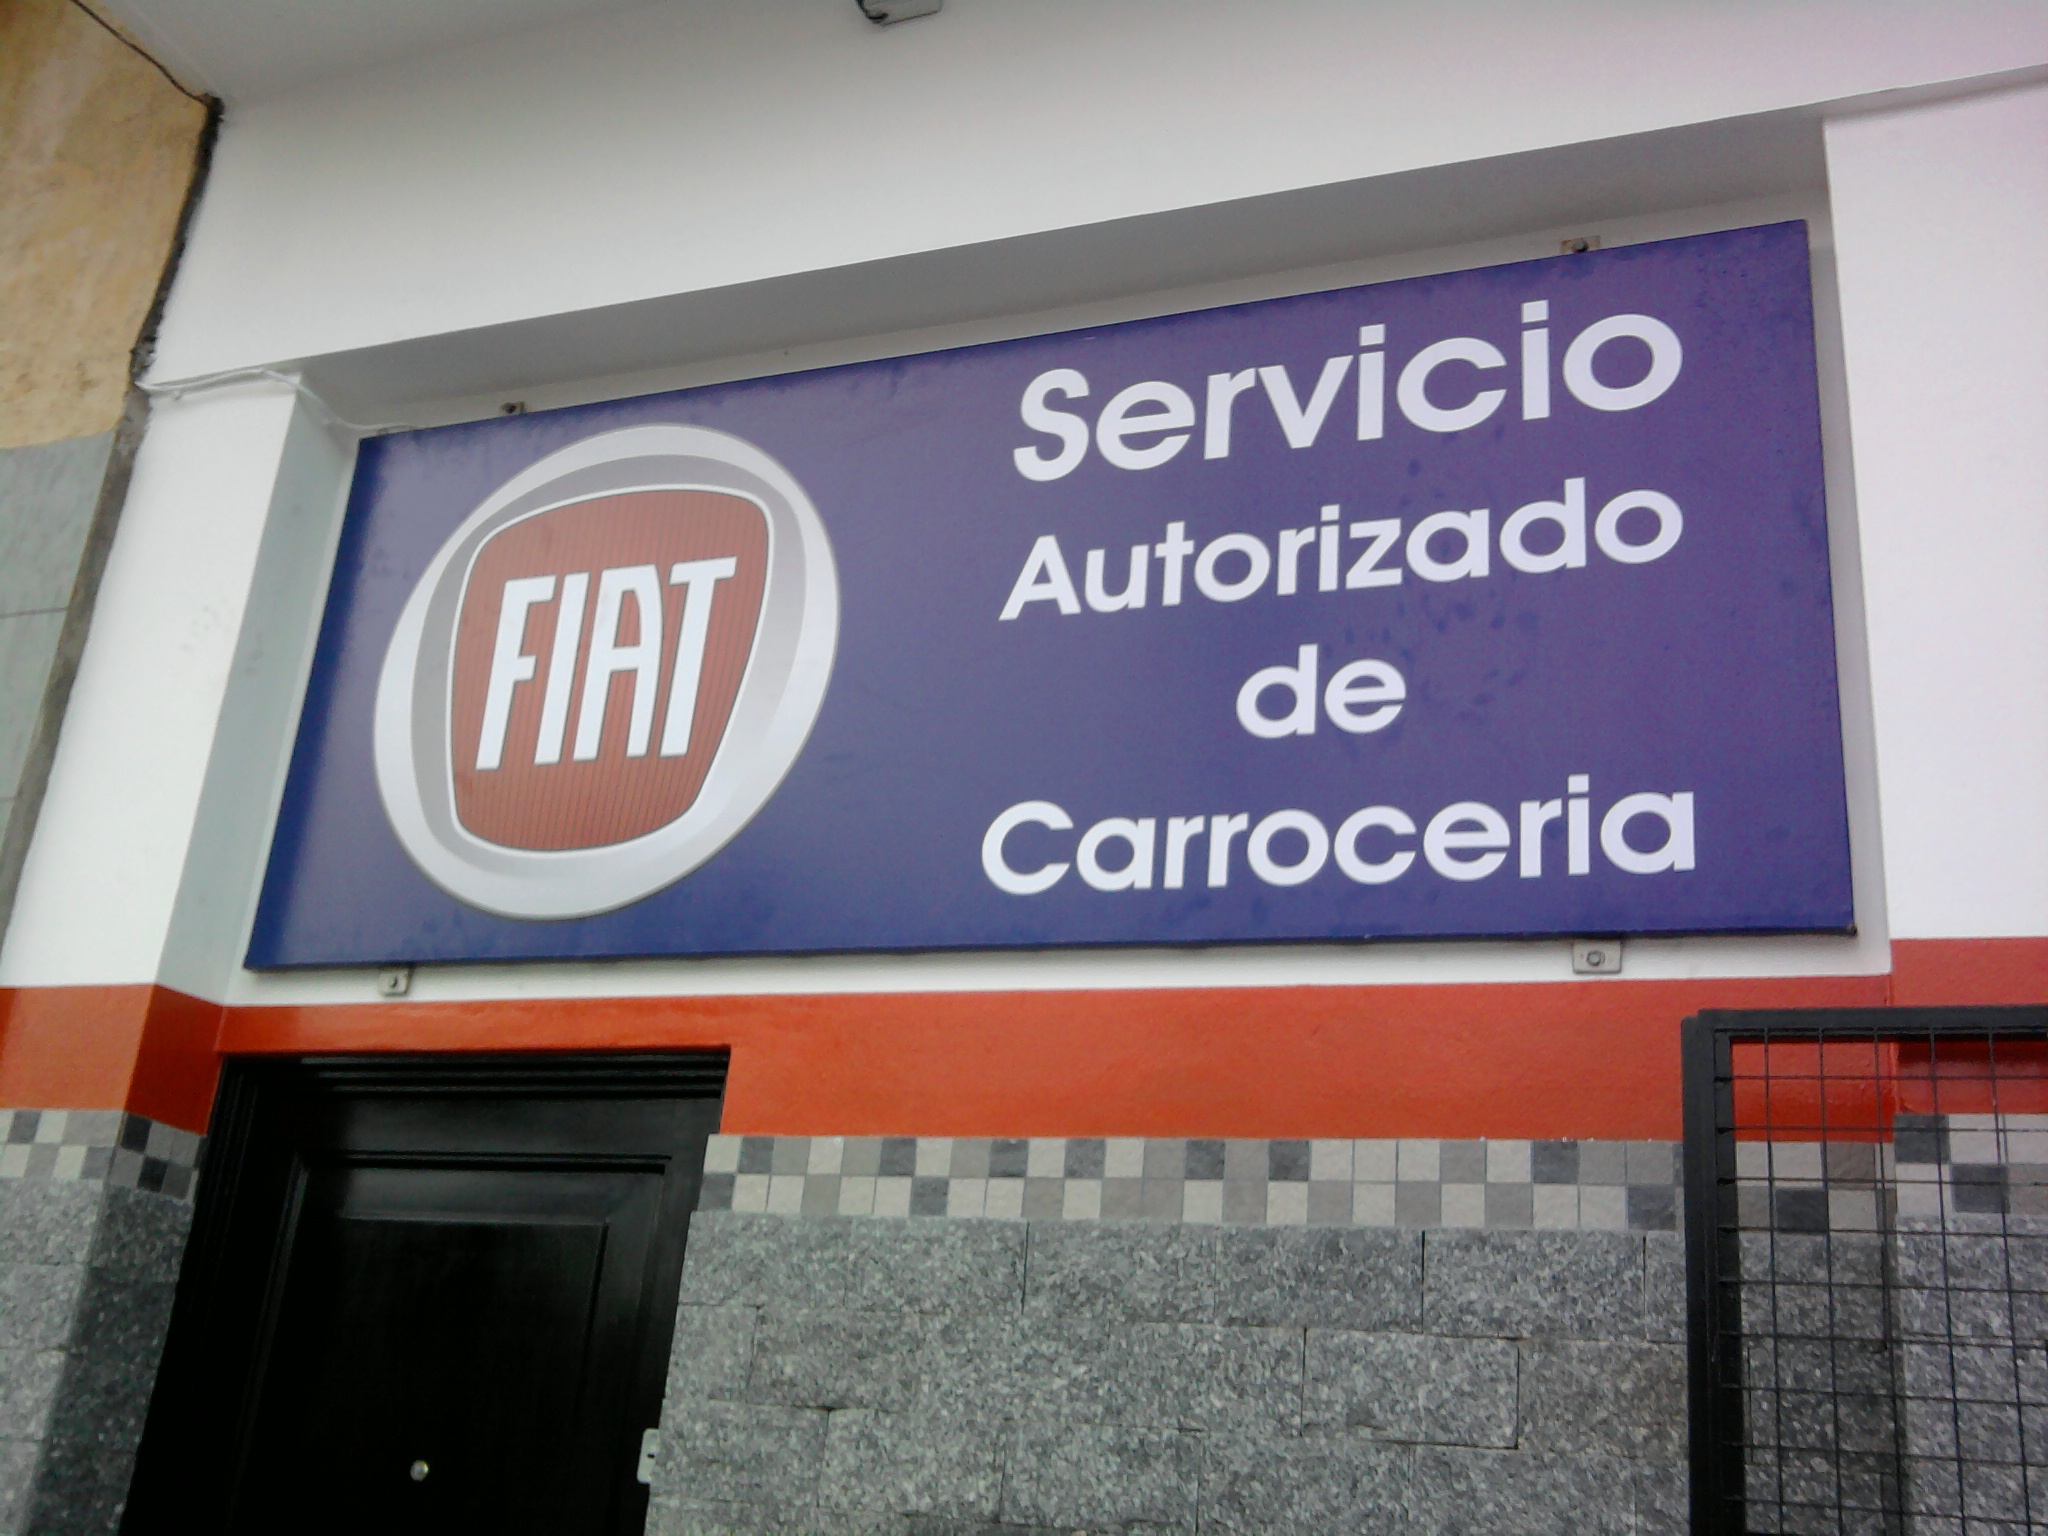 FIAT
Servicio
Autorizado
de
Carroceria